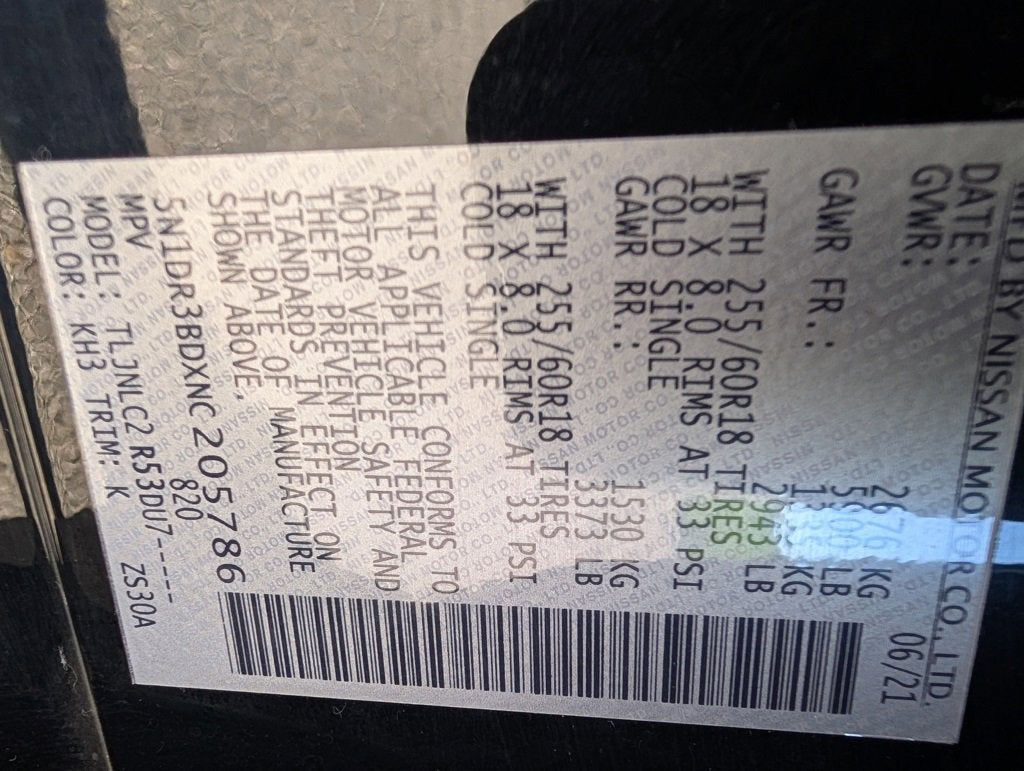 MFD BY NISSAN MOTOR CO., LTD.
DATE: 06/21
GVWR: 2676 KG
5900 LB
GAWR FR.: KG
2943 LB
WITH 255/60R18 TIRES
18 X 8.0 RIMS AT 33 PSI
COLD SINGLE
GAWR RR.: 1530 KG
3373 LB
WITH 255/60R18 TIRES
18 X 8.0 RIMS AT 33 PSI
COLD SINGLE
THIS VEHICLE CONFORMS TO
ALL APPLICABLE FEDERAL
MOTOR VEHICLE SAFETY AND
THEFT PREVENTION
STANDARDS IN EFFECT ON
THE DATE OF MANUFACTURE
SHOWN ABOVE.
5N1DR3BDXNC205786
MPV 820
MODEL: TLJNLC2 R53DU7-----
COLOR: KH3 TRIM: K ZS30A